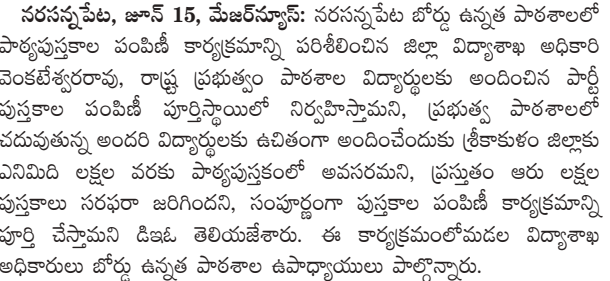 నరసన్నపేట, జూన్ 15, మేజర్‌న్యూస్: నరసన్నపేట బోర్డు ఉన్నత పాఠశాలలో
పాఠ్యపుస్తకాల పంపిణీ కార్యక్రమాన్ని పరిశీలించిన జిల్లా విద్యాశాఖ అధికారి
వెంకటేశ్వరరావు, రాష్ట్ర ప్రభుత్వం పాఠశాల విద్యార్థులకు అందించిన పార్టీ
పుస్తకాల పంపిణీ పూర్తిస్థాయిలో నిర్వహిస్తామని, ప్రభుత్వ పాఠశాలలో
చదువుతున్న అందరి విద్యార్థులకు ఉచితంగా అందించేందుకు శ్రీకాకుళం జిల్లాకు
ఎనిమిది లక్షల వరకు పాఠ్యపుస్తకంలో అవసరమని, ప్రస్తుతం ఆరు లక్షల
పుస్తకాలు సరఫరా జరిగిందని, సంపూర్ణంగా పుస్తకాల పంపిణీ కార్యక్రమాన్ని
పూర్తి చేస్తామని డిఇఓ తెలియజేశారు. ఈ కార్యక్రమంలోమడల విద్యాశాఖ
అధికారులు బోర్డు ఉన్నత పాఠశాల ఉపాధ్యాయులు పాల్గొన్నారు.